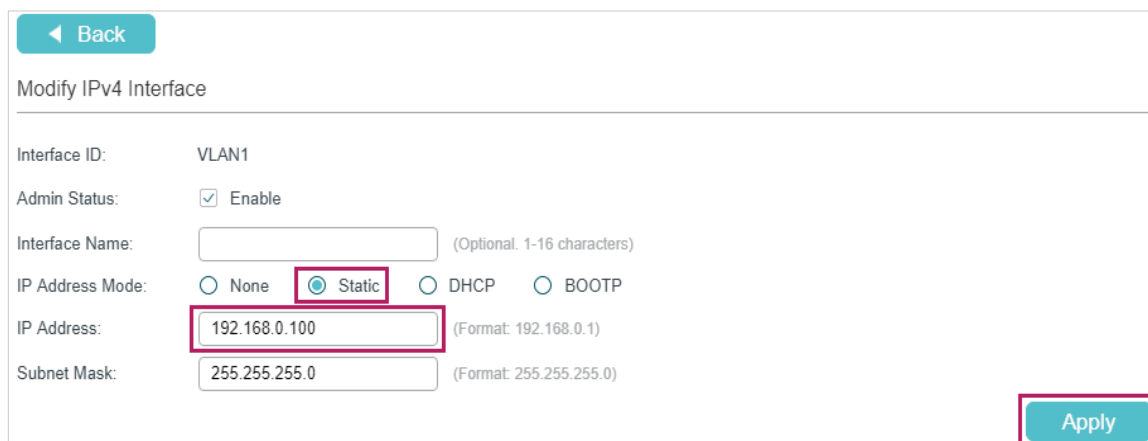 Back
Modify IPv4 Interface
Interface ID: VLAN1
Admin Status: Enable
Interface Name: (Optional. 1-16 characters)
IP Address Mode: None Static DHCP BOOTP
IP Address: 192.168.0.100 (Format: 192.168.0.1)
Subnet Mask: 255.255.255.0 (Format: 255.255.255.0)
Apply